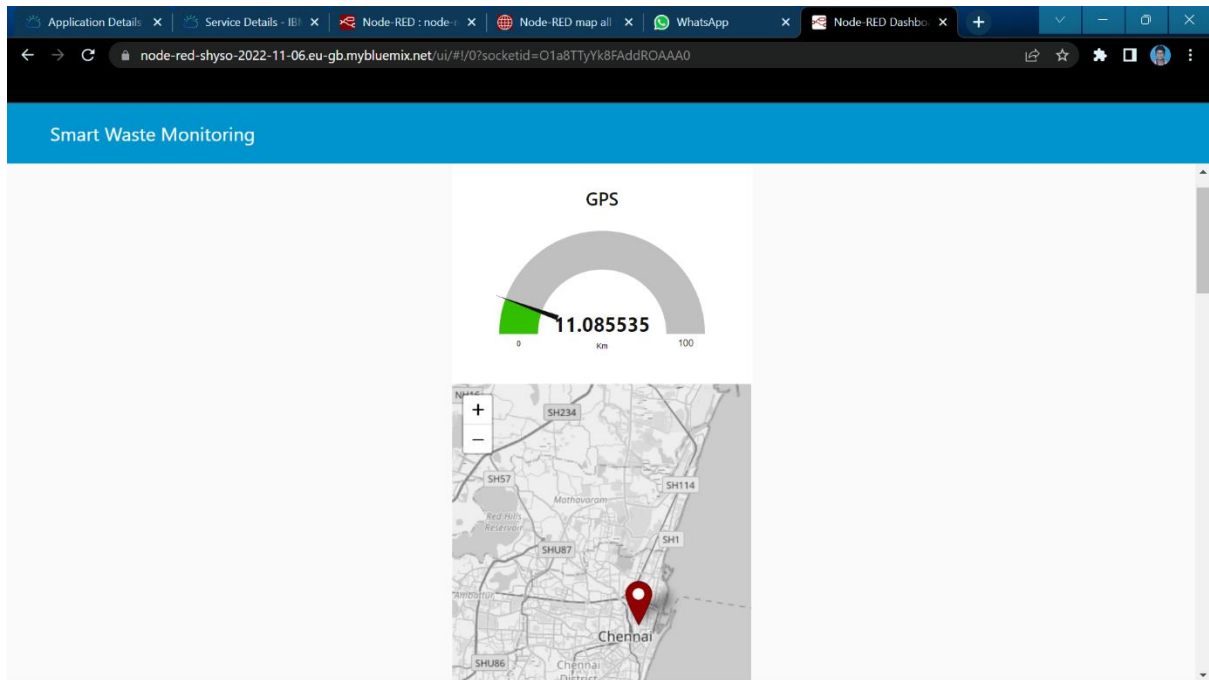 Application Details
Service Details - IBM
Node-RED : node-r
Node-RED map all
WhatsApp
Node-RED Dashbo
node-red-shyso-2022-11-06.eu-gb.mybluemix.net/ui/#!/0?socketid=O1a8TTyYk8FAddROAAA0
Smart Waste Monitoring
GPS
11.085535
0
Km
100
NH16
+
SH234
−
SH57
SH114
Mathavaram
Red Hills
Reservoir
SH1
SHU87
Ambattur
Chennai
SHU86
Chennai
District